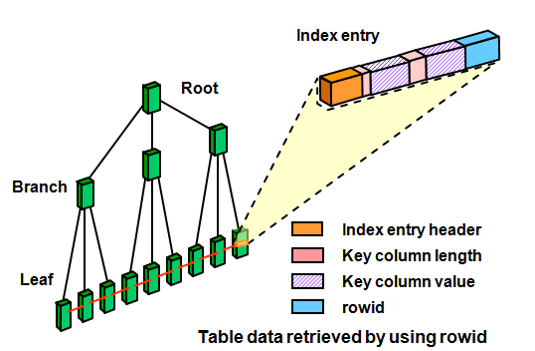 Index entry
Root
Branch
Leaf
Index entry header
Key column length
Key column value
rowid
Table data retrieved by using rowid